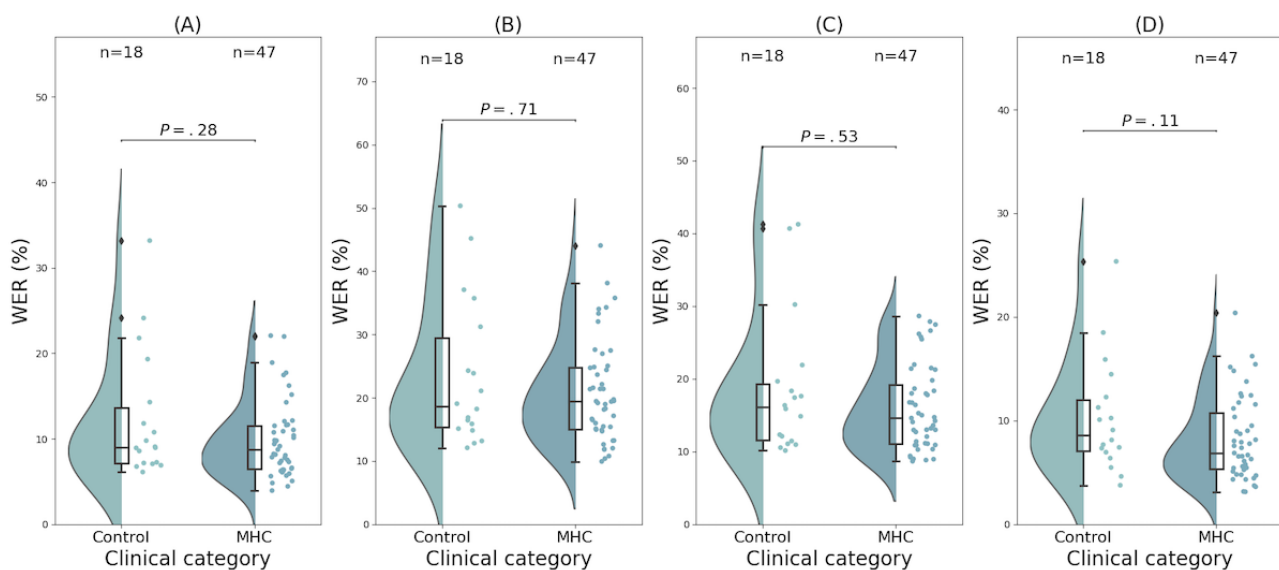 (A)
n=18 n=47
P = . 28
WER (%)
50
40
30
20
10
0
Control MHC
Clinical category
(B)
n=18 n=47
P = . 71
WER (%)
70
60
50
40
30
20
10
0
Control MHC
Clinical category
(C)
n=18 n=47
P = . 53
WER (%)
60
50
40
30
20
10
0
Control MHC
Clinical category
(D)
n=18 n=47
P = . 11
WER (%)
40
30
20
10
0
Control MHC
Clinical category